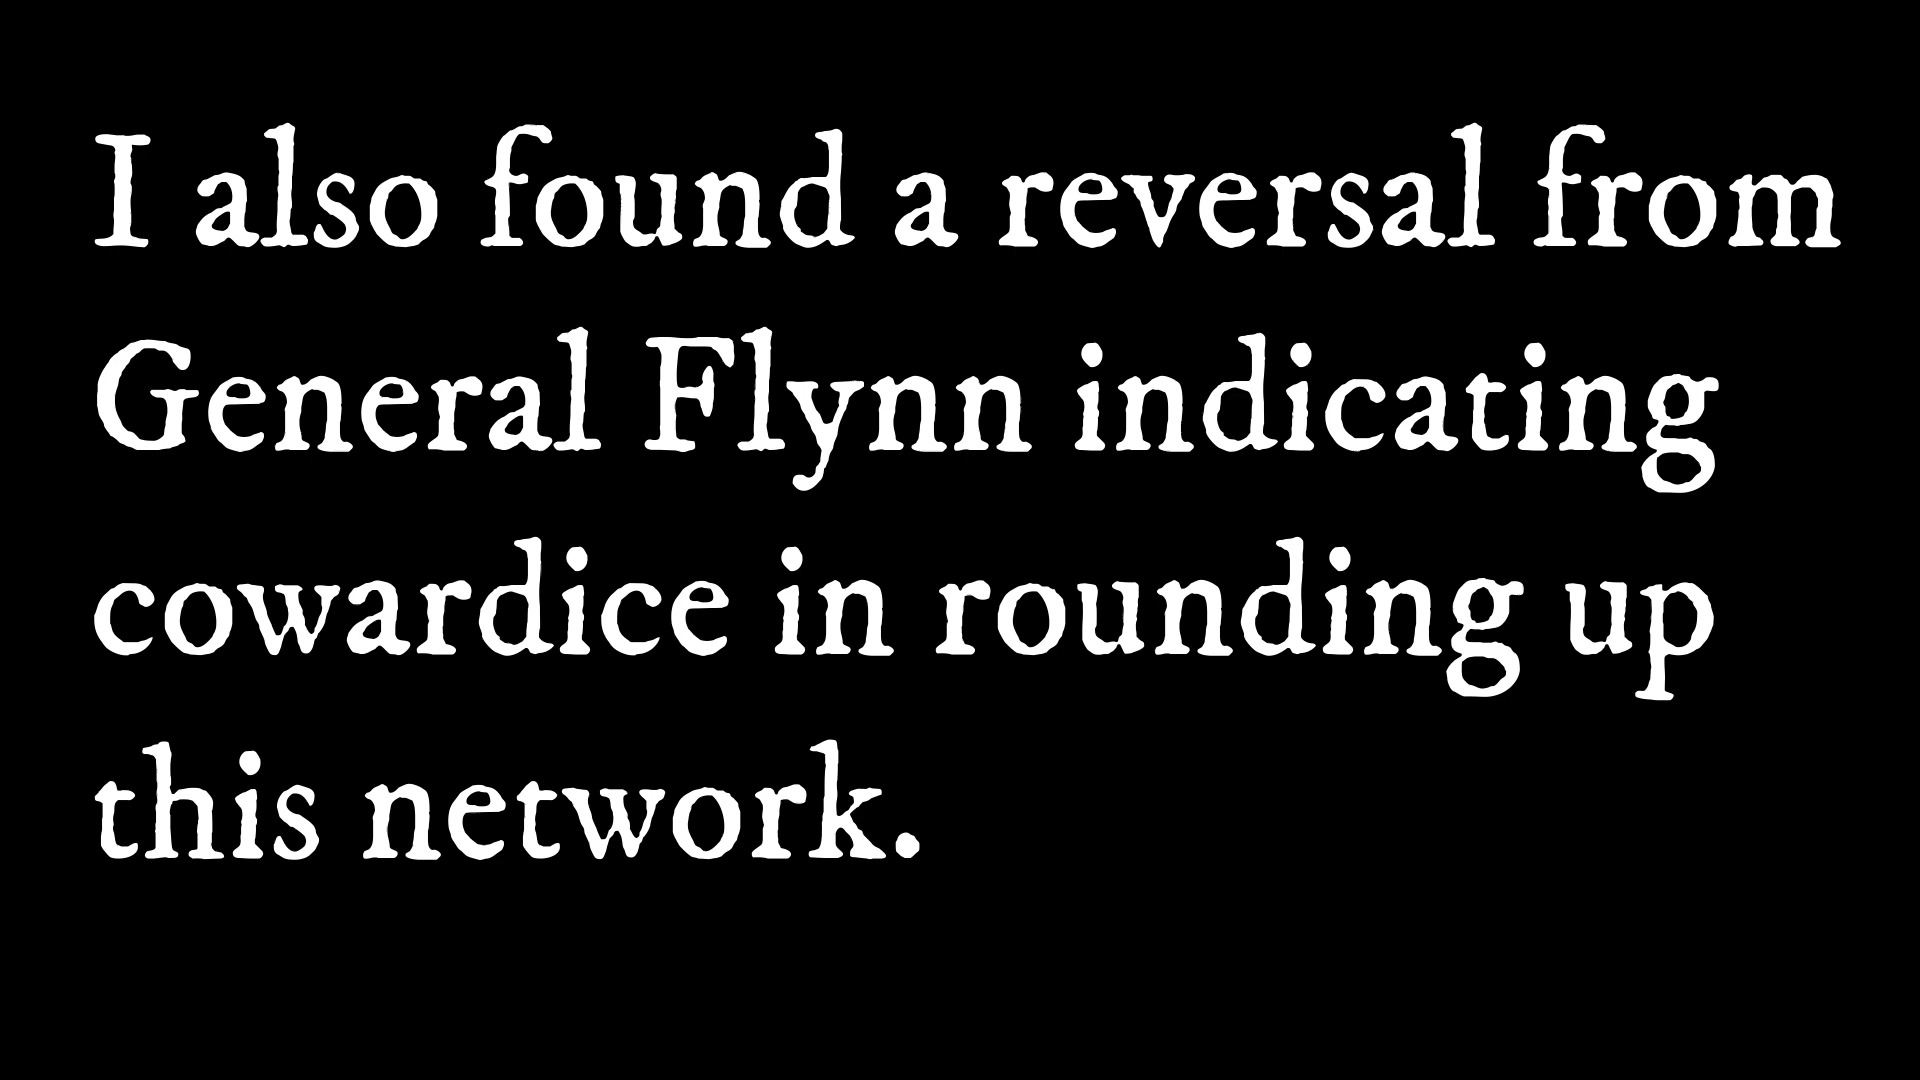 I also found a reversal from
General Flynn indicating
cowardice in rounding up
this network.